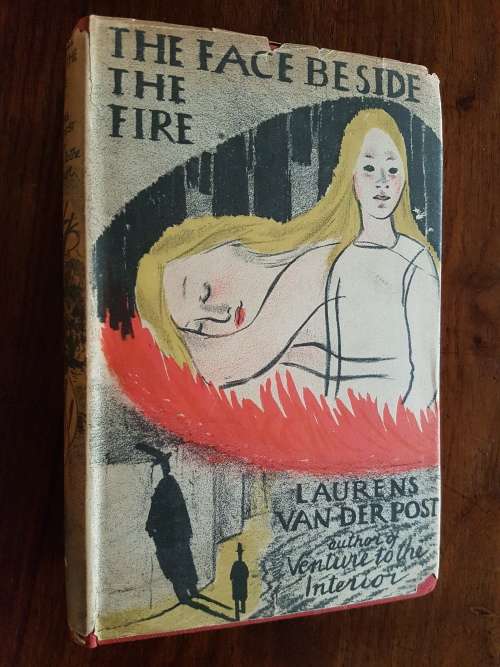 THE FACE BESIDE
THE
FIRE
LAURENS
VAN·DER POST
author of
Venture to the
Interior